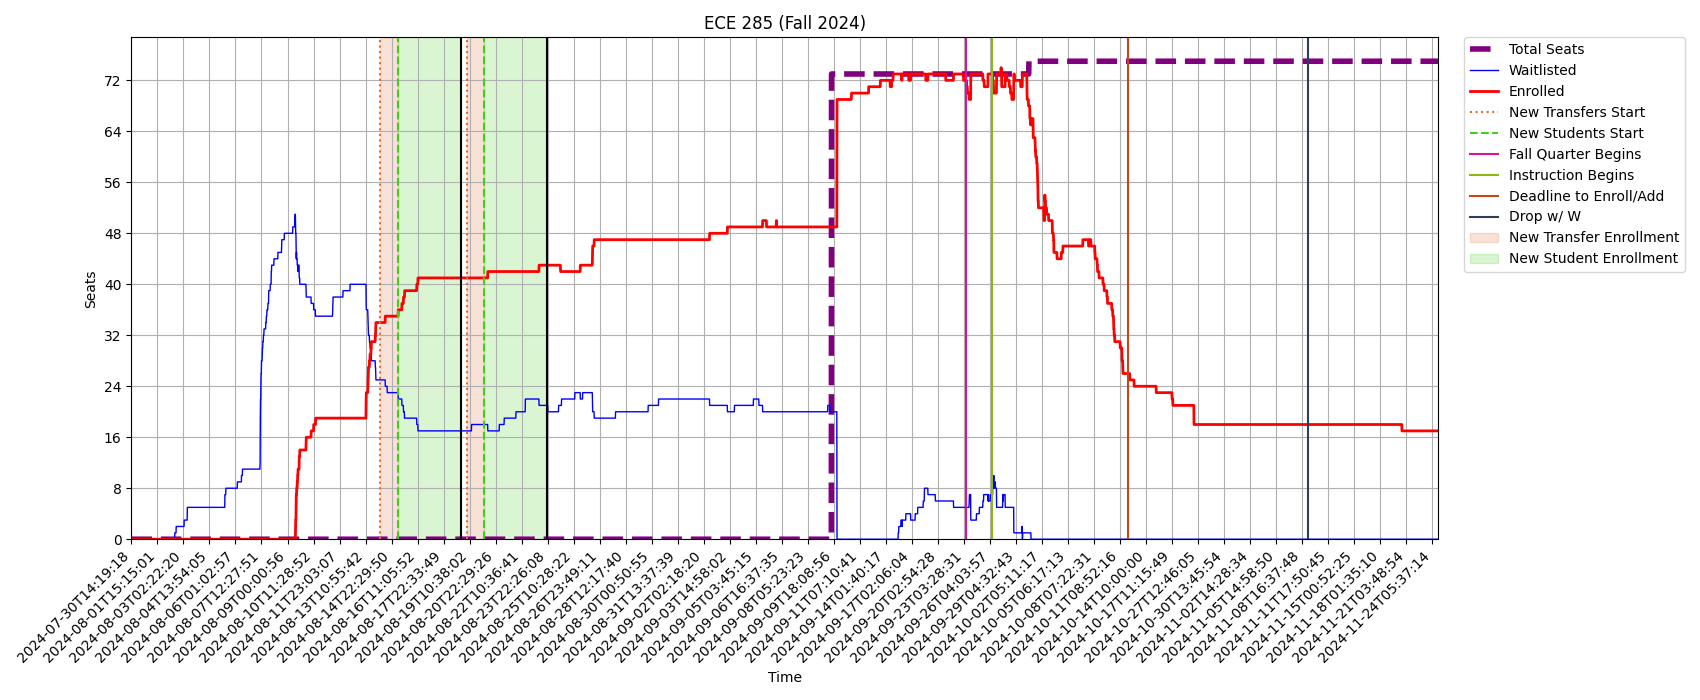 ECE 285 (Fall 2024)
Seats
72
64
56
48
40
32
24
16
8
0
2024-07-30T14:19:18
2024-08-01T15:15:01
2024-08-03T02:22:20
2024-08-04T13:54:05
2024-08-06T01:02:57
2024-08-07T12:27:51
2024-08-09T00:00:56
2024-08-10T11:28:52
2024-08-11T23:03:07
2024-08-13T10:55:42
2024-08-14T22:29:50
2024-08-16T11:05:52
2024-08-17T22:33:49
2024-08-19T10:38:02
2024-08-20T22:29:26
2024-08-22T10:36:41
2024-08-23T22:26:08
2024-08-25T10:28:22
2024-08-26T23:49:11
2024-08-28T12:17:40
2024-08-30T00:50:55
2024-08-31T13:37:39
2024-09-02T02:18:20
2024-09-03T14:58:02
2024-09-05T03:45:15
2024-09-06T16:37:35
2024-09-08T05:23:23
2024-09-09T18:08:56
2024-09-11T07:10:41
2024-09-14T01:40:17
2024-09-17T02:06:04
2024-09-20T02:54:28
2024-09-23T03:28:31
2024-09-26T04:03:57
2024-09-29T04:32:43
2024-10-02T05:11:17
2024-10-05T06:17:13
2024-10-08T07:22:31
2024-10-11T08:52:16
2024-10-14T10:00:00
2024-10-17T11:15:49
2024-10-27T12:46:05
2024-10-30T13:45:54
2024-11-02T14:28:34
2024-11-05T14:58:50
2024-11-08T16:37:48
2024-11-11T17:50:45
2024-11-15T00:52:25
2024-11-18T01:35:10
2024-11-21T03:48:54
2024-11-24T05:37:14
Time
Total Seats
Waitlisted
Enrolled
New Transfers Start
New Students Start
Fall Quarter Begins
Instruction Begins
Deadline to Enroll/Add
Drop w/ W
New Transfer Enrollment
New Student Enrollment